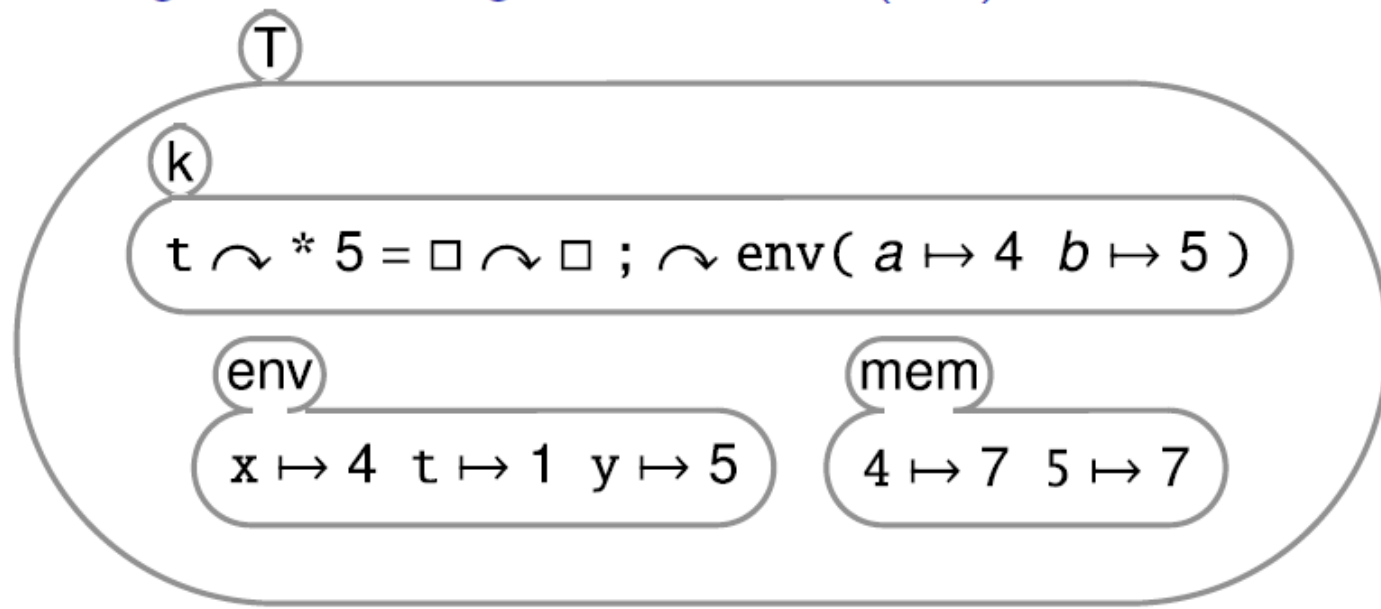 T
k
t ↷ * 5 = □ ↷ □ ; ↷ env( a ↦ 4 b ↦ 5 )
env mem
x ↦ 4 t ↦ 1 y ↦ 5 4 ↦ 7 5 ↦ 7